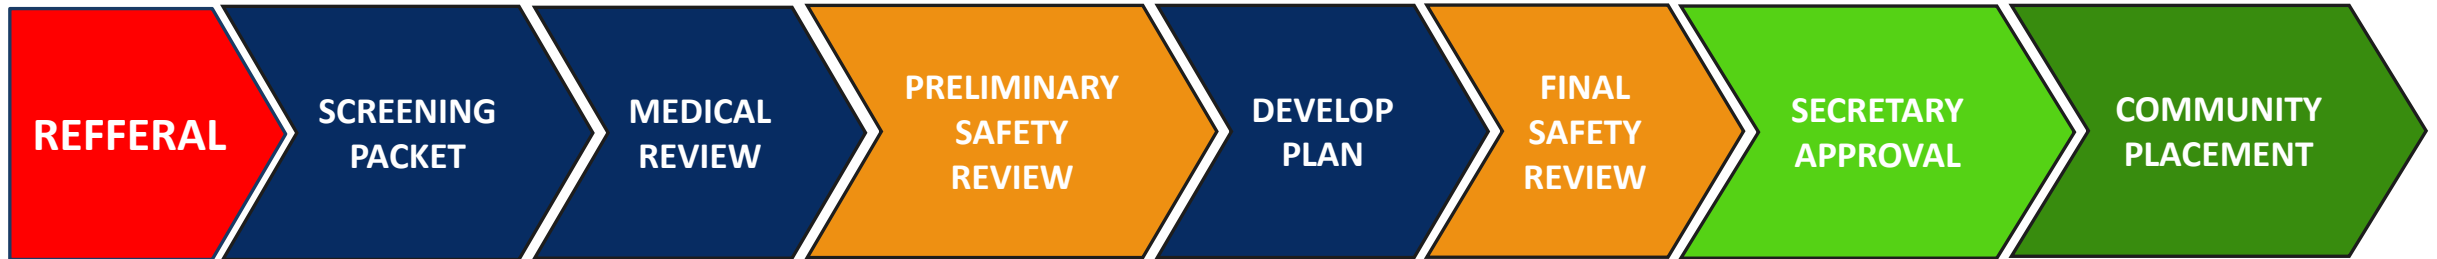 REFFERAL
SCREENING
PACKET
MEDICAL
REVIEW
PRELIMINARY
SAFETY
REVIEW
DEVELOP
PLAN
FINAL
SAFETY
REVIEW
SECRETARY
APPROVAL
COMMUNITY
PLACEMENT